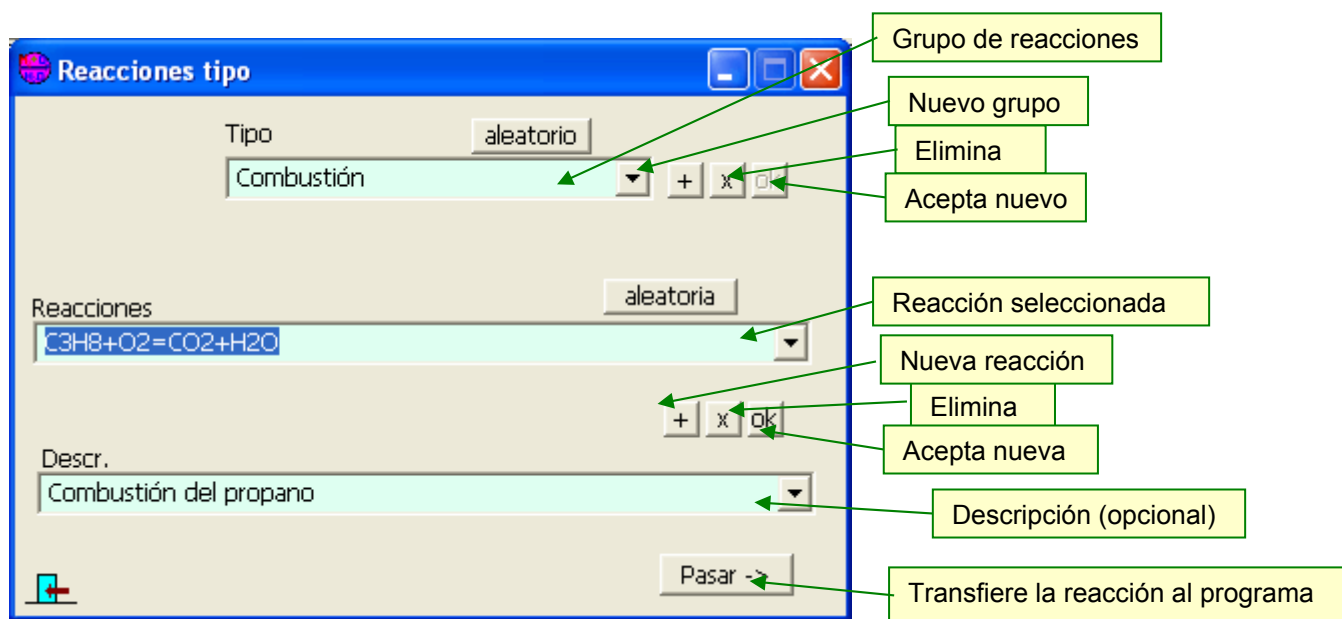 Grupo de reacciones
Reacciones tipo
Nuevo grupo
Tipo
aleatorio
Elimina
Combustión
+ x ok
Acepta nuevo
aleatoria
Reacciones
Reacción seleccionada
C3H8+O2=CO2+H2O
Nueva reacción
Elimina
+ x ok
Acepta nueva
Descr.
Combustión del propano
Descripción (opcional)
Pasar ->
Transfiere la reacción al programa